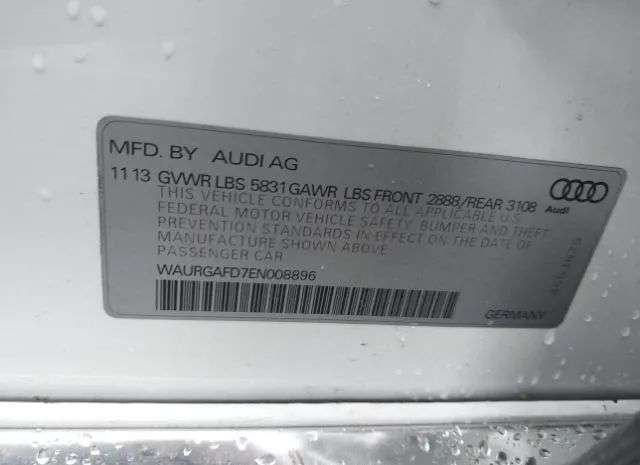 MFD. BY AUDI AG
11 13 GVWR LBS 5831 GAWR LBS FRONT 2888/REAR 3108
THIS VEHICLE CONFORMS TO ALL APPLICABLE U.S
FEDERAL MOTOR VEHICLE SAFETY, BUMPER AND THEFT
PREVENTION STANDARDS IN EFFECT ON THE DATE OF
MANUFACTURE SHOWN ABOVE
PASSENGER CAR
WAURGAFD7EN008896
Audi
GERMANY